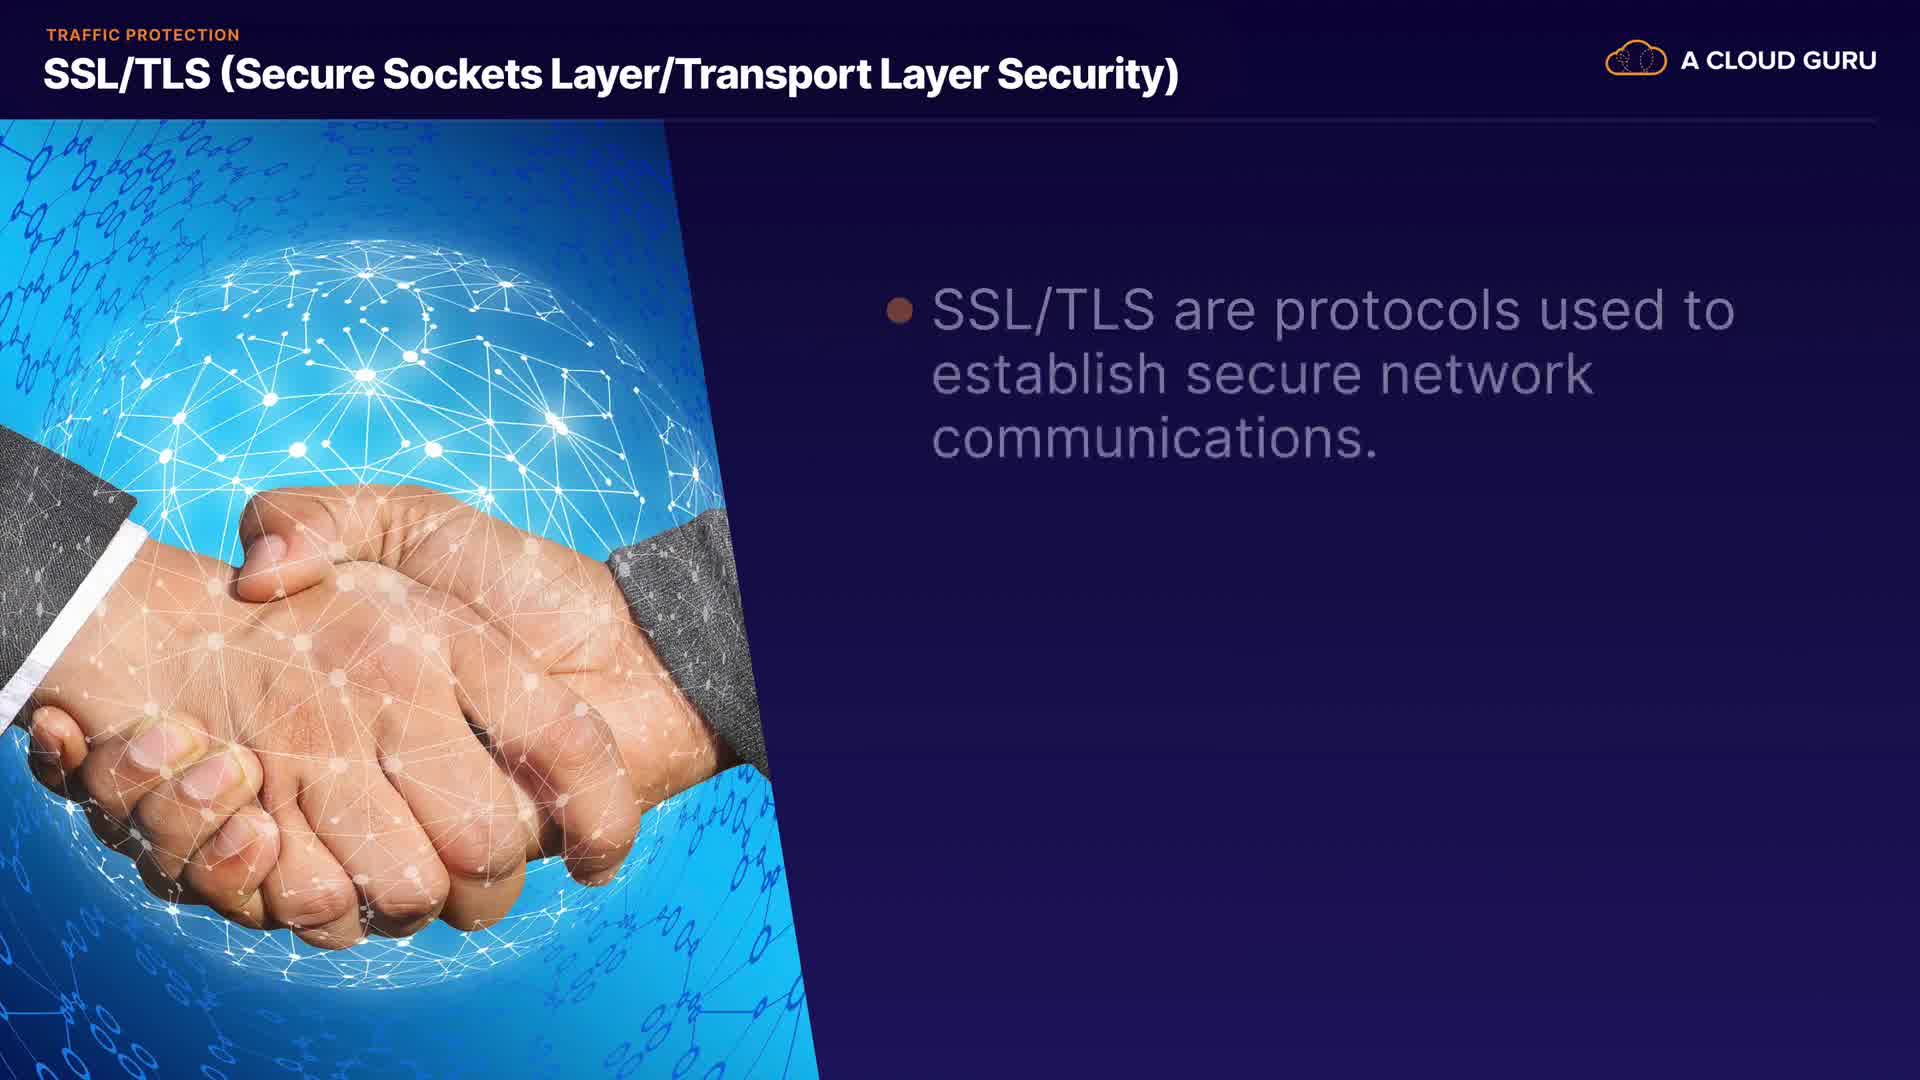 TRAFFIC PROTECTION
SSL/TLS (Secure Sockets Layer/Transport Layer Security)
A CLOUD GURU
SSL/TLS are protocols used to
establish secure network
communications.